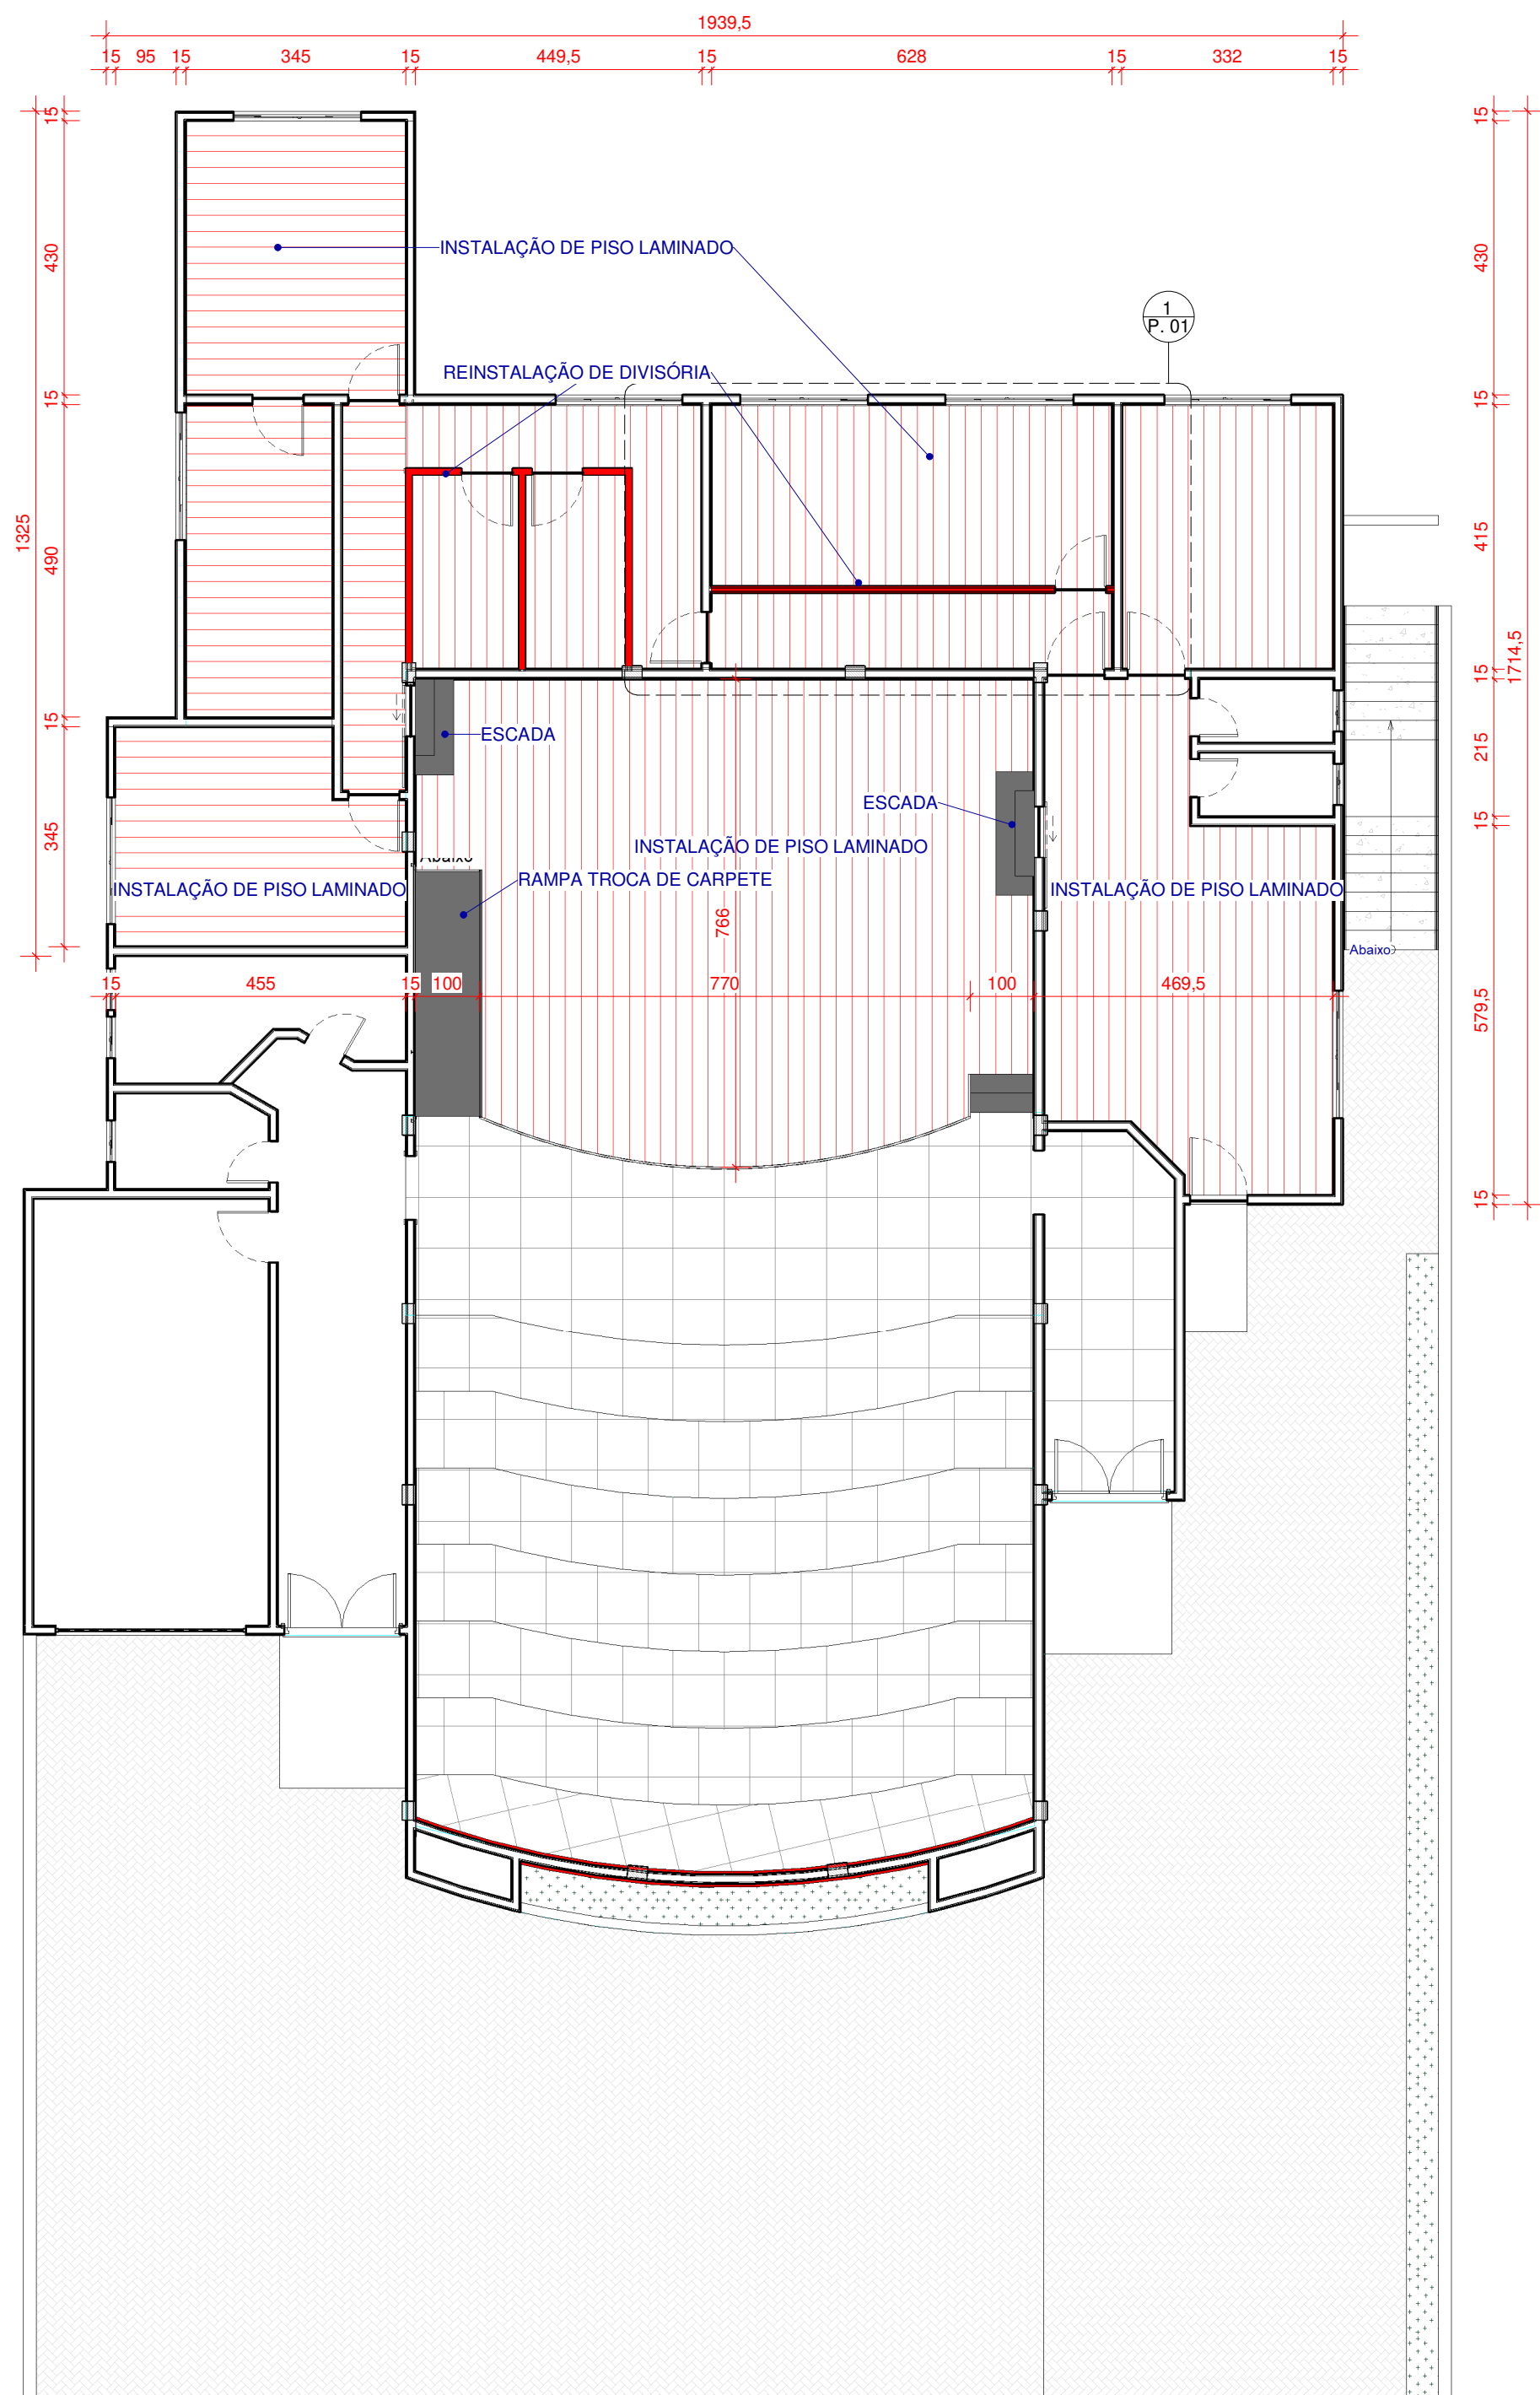 1939,5
15 95 15 345 15 449,5 15 628 15 332 15
15
15
430
430
INSTALAÇÃO DE PISO LAMINADO
1
P. 01
REINSTALAÇÃO DE DIVISÓRIA
15
15
1325
490
415
1714,5
15
15
ESCADA
215
ESCADA
15
345
INSTALAÇÃO DE PISO LAMINADO
Abaixo
RAMPA TROCA DE CARPETE
INSTALAÇÃO DE PISO LAMINADO
INSTALAÇÃO DE PISO LAMINADO
766
Abaixo
15 455 15 100 770 100 469,5
579,5
15